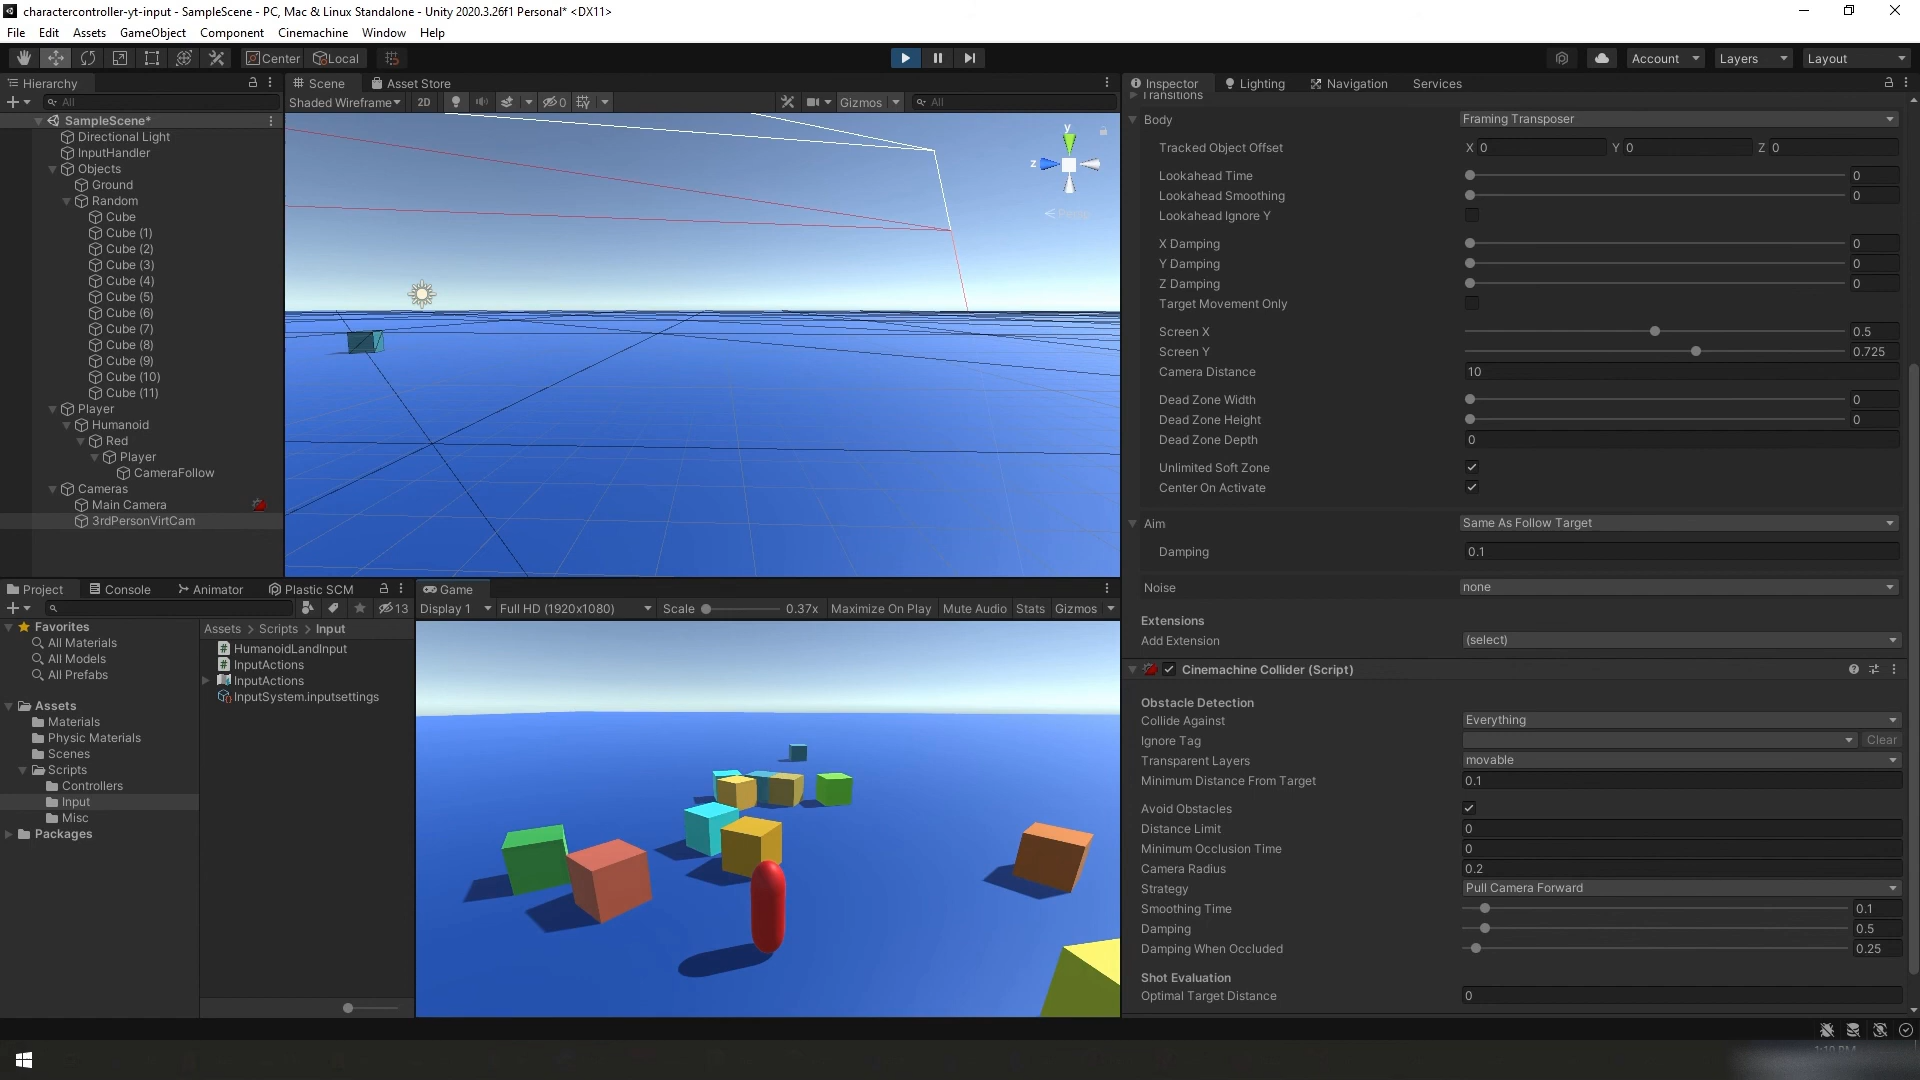 charactercontroller-yt-input - SampleScene - PC, Mac & Linux Standalone - Unity 2020.3.26f1 Personal* <DX11>
File Edit Assets GameObject Component Cinemachine Window Help
Center Local Account Layers Layout
Hierarchy
All
SampleScene*
Directional Light
InputHandler
Objects
Ground
Random
Cube
Cube (1)
Cube (2)
Cube (3)
Cube (4)
Cube (5)
Cube (6)
Cube (7)
Cube (8)
Cube (9)
Cube (10)
Cube (11)
Player
Humanoid
Red
Player
CameraFollow
Cameras
Main Camera
3rdPersonVirtCam
Scene Asset Store
Shaded Wireframe 2D 0 Gizmos All
y
z
Persp
Project Console Animator Plastic SCM
13
Favorites
All Materials
All Models
All Prefabs
Assets
Materials
Physic Materials
Scenes
Scripts
Controllers
Input
Misc
Packages
Assets > Scripts > Input
HumanoidLandInput
InputActions
InputActions
InputSystem.inputsettings
Game
Display 1 Full HD (1920x1080) Scale 0.37x Maximize On Play Mute Audio Stats Gizmos
Inspector Lighting Navigation Services
Transitions
Body Framing Transposer
Tracked Object Offset X 0 Y 0 Z 0
Lookahead Time 0
Lookahead Smoothing 0
Lookahead Ignore Y
X Damping 0
Y Damping 0
Z Damping 0
Target Movement Only
Screen X 0.5
Screen Y 0.725
Camera Distance 10
Dead Zone Width 0
Dead Zone Height 0
Dead Zone Depth 0
Unlimited Soft Zone
Center On Activate
Aim Same As Follow Target
Damping 0.1
Noise none
Extensions
Add Extension (select)
Cinemachine Collider (Script)
Obstacle Detection
Collide Against Everything
Ignore Tag Clear
Transparent Layers movable
Minimum Distance From Target 0.1
Avoid Obstacles
Distance Limit 0
Minimum Occlusion Time 0
Camera Radius 0.2
Strategy Pull Camera Forward
Smoothing Time 0.1
Damping 0.5
Damping When Occluded 0.25
Shot Evaluation
Optimal Target Distance 0